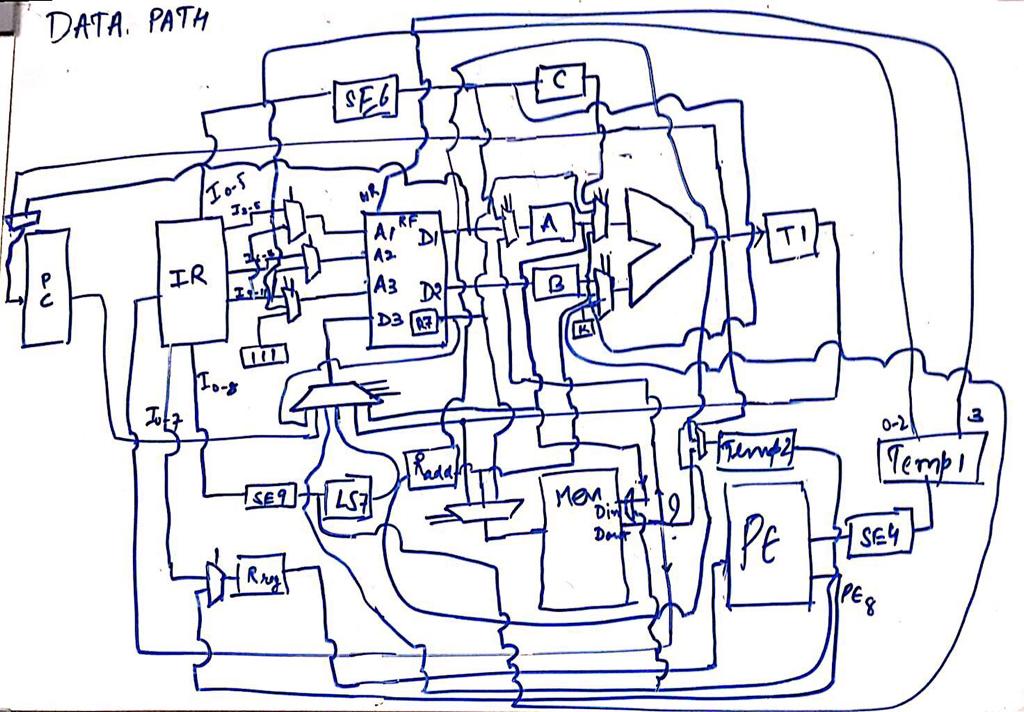 DATA. PATH
SE6
C
I0-5
I3-5
WR
RF
A1
D1
A
T1
A2
PC
IR
A3
D2
B
D3
R7
K
111
I0-8
I0-7
0-2
3
Temp1
Temp2
Radd
SE9
LS7
MEM
Din
Dout
PE
SE4
Rreg
PE8